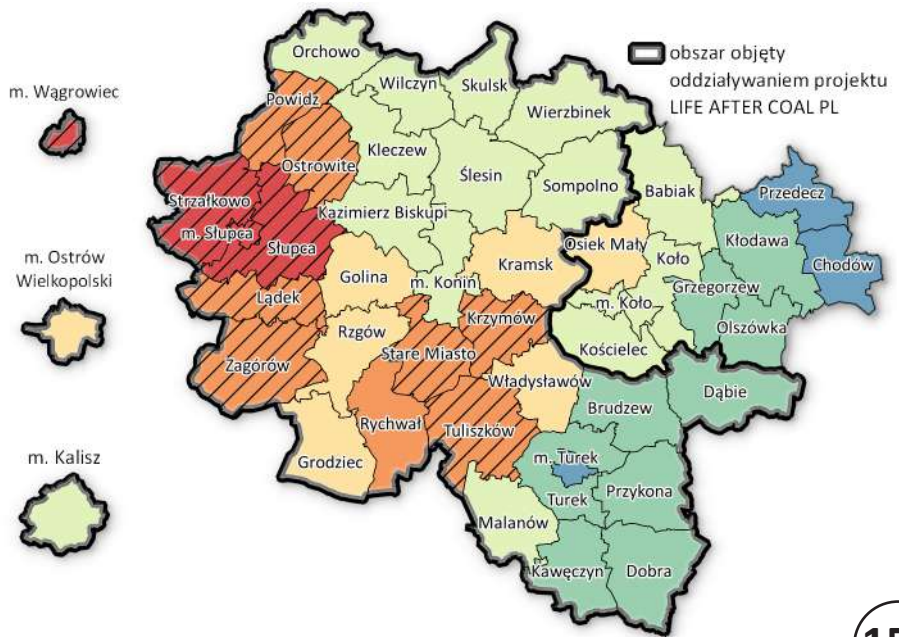 obszar objęty
oddziaływaniem projektu
LIFE AFTER COAL PL
m. Wągrowiec
m. Ostrów
Wielkopolski
m. Kalisz
Orchowo
Wilczyn
Skulsk
Wierzbinek
Powidz
Ostrowite
Kleczew
Ślesin
Sompolno
Babiak
Przedecz
Strzałkowo
m. Słupca
Słupca
Kazimierz Biskupi
Golina
m. Konin
Kramsk
Osiek Mały
Koło
Kłodawa
Chodów
Grzegorzew
m. Koło
Olszówka
Kościelec
Lądek
Zagórów
Rzgów
Stare Miasto
Krzymów
Władysławów
Brudzew
Dąbie
Rychwał
Tuliszków
Grodziec
m. Turek
Turek
Przykona
Malanów
Kawęczyn
Dobra